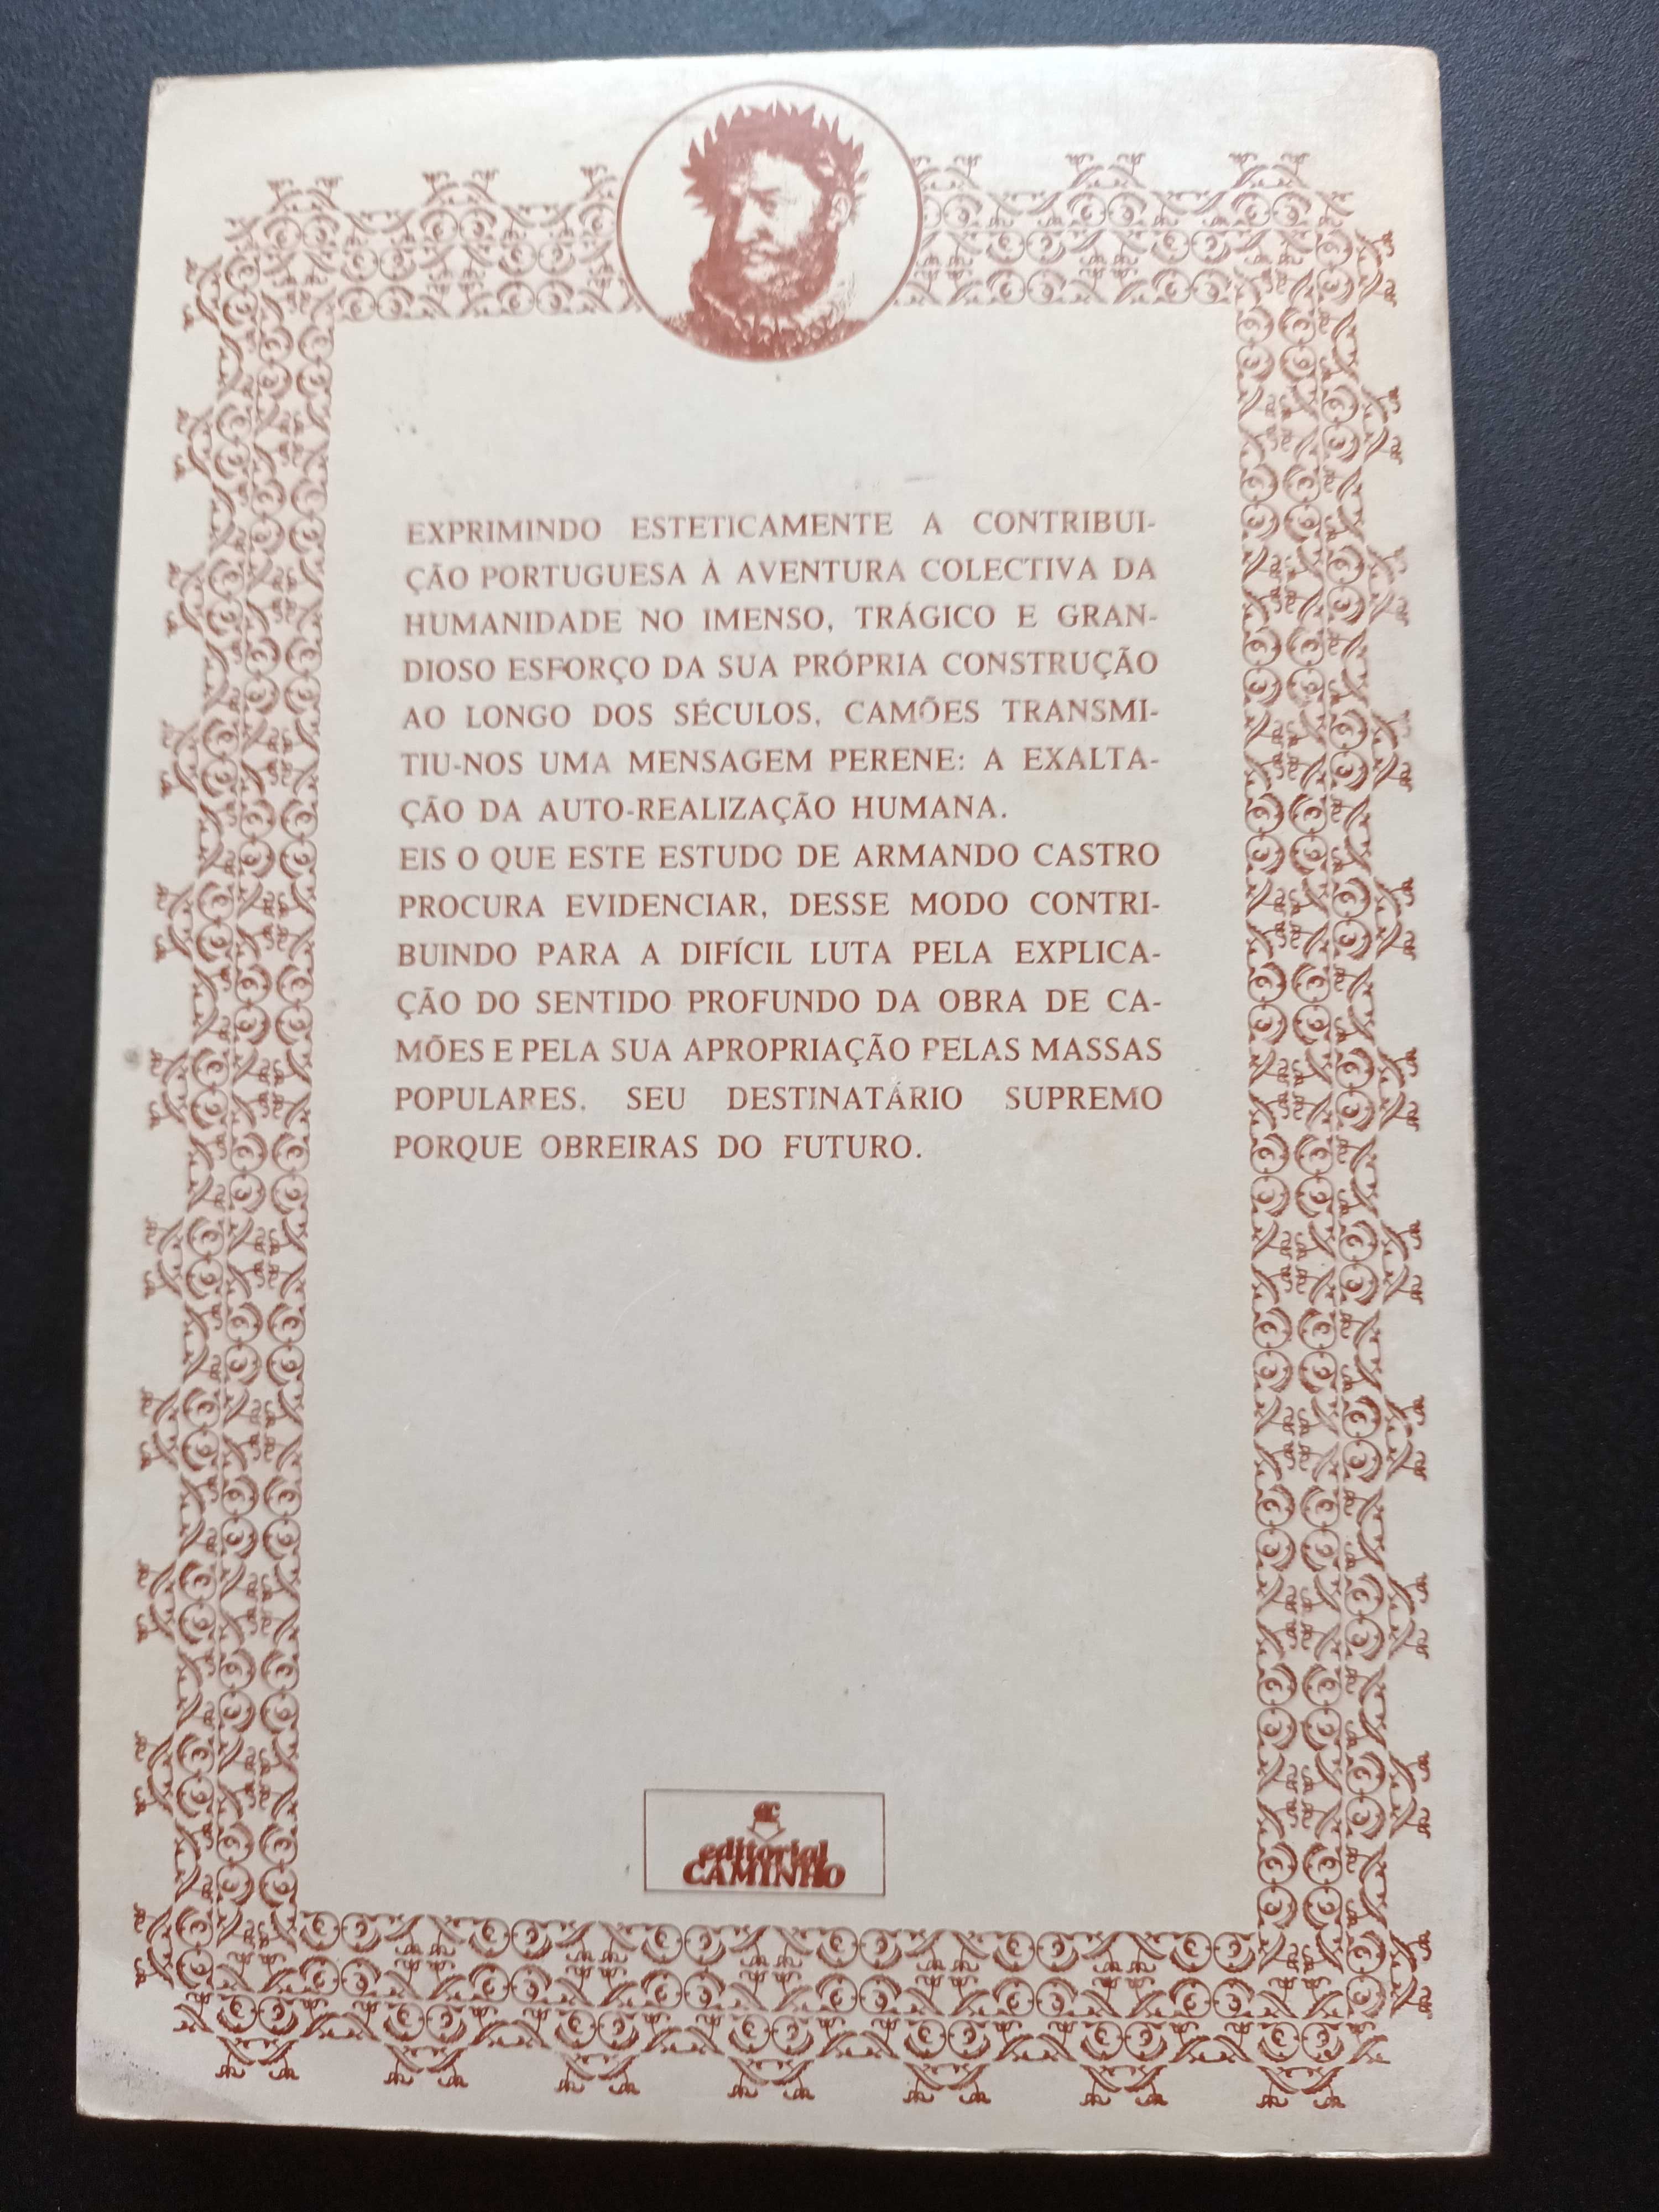 EXPRIMINDO ESTETICAMENTE A CONTRIBUI-
ÇÃO PORTUGUESA À AVENTURA COLECTIVA DA
HUMANIDADE NO IMENSO, TRÁGICO E GRAN-
DIOSO ESFORÇO DA SUA PRÓPRIA CONSTRUÇÃO
AO LONGO DOS SÉCULOS, CAMÕES TRANSMI-
TIU-NOS UMA MENSAGEM PERENE: A EXALTA-
ÇÃO DA AUTO-REALIZAÇÃO HUMANA.
EIS O QUE ESTE ESTUDO DE ARMANDO CASTRO
PROCURA EVIDENCIAR, DESSE MODO CONTRI-
BUINDO PARA A DIFÍCIL LUTA PELA EXPLICA-
ÇÃO DO SENTIDO PROFUNDO DA OBRA DE CA-
MÕES E PELA SUA APROPRIAÇÃO PELAS MASSAS
POPULARES, SEU DESTINATÁRIO SUPREMO
PORQUE OBREIRAS DO FUTURO.
ec
editorial
CAMINHO